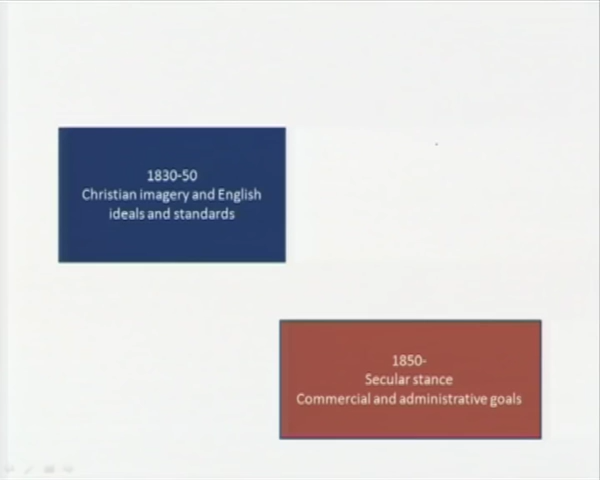 1830-50
Christian imagery and English
ideals and standards
1850-
Secular stance
Commercial and administrative goals